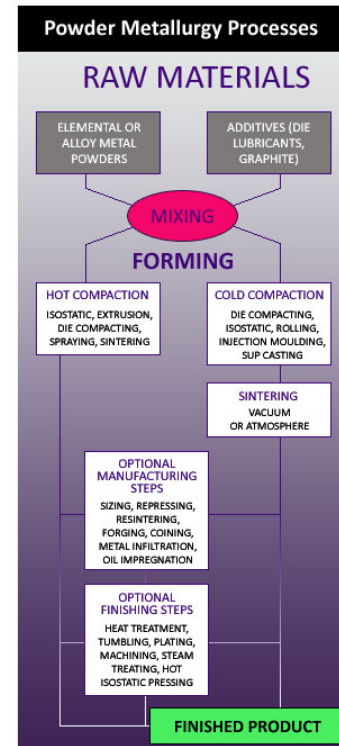 Powder Metallurgy Processes
RAW MATERIALS
ELEMENTAL OR
ALLOY METAL
POWDERS
ADDITIVES (DIE
LUBRICANTS,
GRAPHITE)
MIXING
FORMING
HOT COMPACTION
ISOSTATIC, EXTRUSION,
DIE COMPACTING,
SPRAYING, SINTERING
COLD COMPACTION
DIE COMPACTING,
ISOSTATIC, ROLLING,
INJECTION MOULDING,
SUP CASTING
SINTERING
VACUUM
OR ATMOSPHERE
OPTIONAL
MANUFACTURING
STEPS
SIZING, REPRESSING,
RESINTERING,
FORGING, COINING,
METAL INFILTRATION,
OIL IMPREGNATION
OPTIONAL
FINISHING STEPS
HEAT TREATMENT,
TUMBLING, PLATING,
MACHINING, STEAM
TREATING, HOT
ISOSTATIC PRESSING
FINISHED PRODUCT